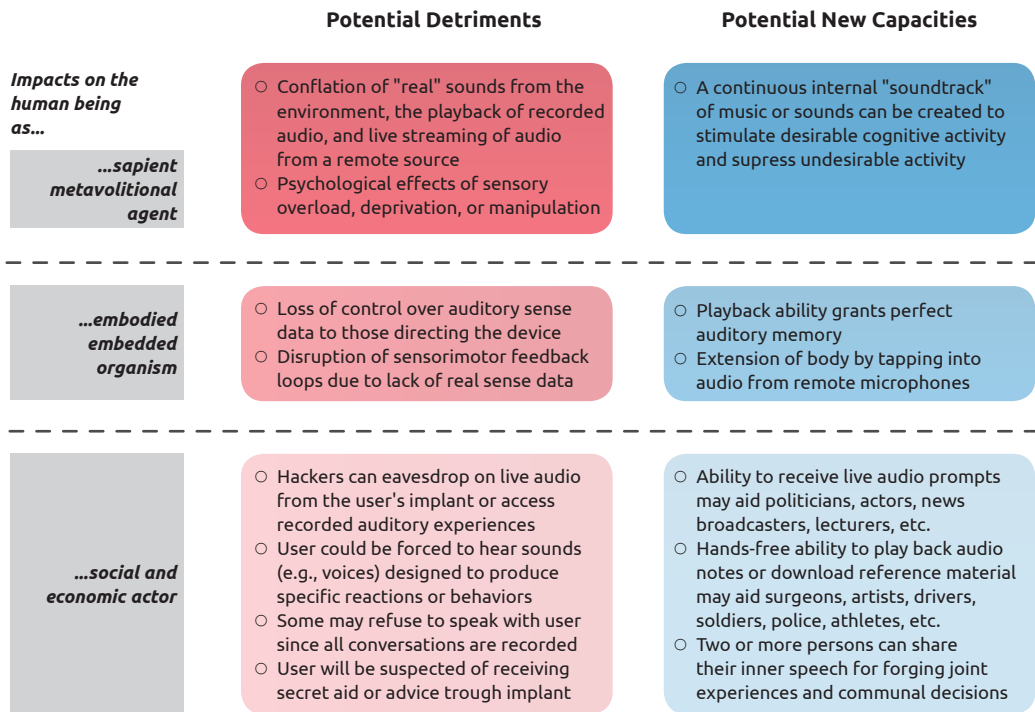 Potential Detriments
Potential New Capacities
Impacts on the
human being
as...
...sapient
metavolitional
agent
○ Conflation of "real" sounds from the
environment, the playback of recorded
audio, and live streaming of audio
from a remote source
○ Psychological effects of sensory
overload, deprivation, or manipulation
○ A continuous internal "soundtrack"
of music or sounds can be created to
stimulate desirable cognitive activity
and supress undesirable activity
...embodied
embedded
organism
○ Loss of control over auditory sense
data to those directing the device
○ Disruption of sensorimotor feedback
loops due to lack of real sense data
○ Playback ability grants perfect
auditory memory
○ Extension of body by tapping into
audio from remote microphones
...social and
economic actor
○ Hackers can eavesdrop on live audio
from the user's implant or access
recorded auditory experiences
○ User could be forced to hear sounds
(e.g., voices) designed to produce
specific reactions or behaviors
○ Some may refuse to speak with user
since all conversations are recorded
○ User will be suspected of receiving
secret aid or advice trough implant
○ Ability to receive live audio prompts
may aid politicians, actors, news
broadcasters, lecturers, etc.
○ Hands-free ability to play back audio
notes or download reference material
may aid surgeons, artists, drivers,
soldiers, police, athletes, etc.
○ Two or more persons can share
their inner speech for forging joint
experiences and communal decisions